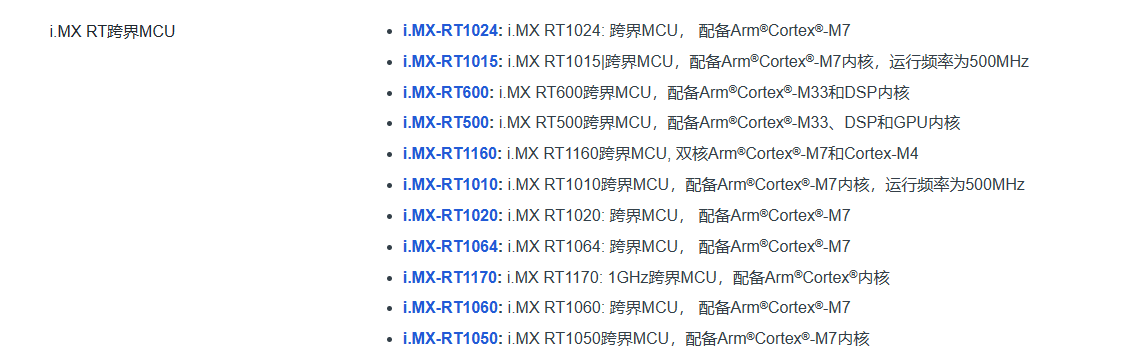 i.MX RT跨界MCU
i.MX-RT1024: i.MX RT1024: 跨界MCU， 配备Arm®Cortex®-M7
i.MX-RT1015: i.MX RT1015|跨界MCU，配备Arm®Cortex®-M7内核，运行频率为500MHz
i.MX-RT600: i.MX RT600跨界MCU，配备Arm®Cortex®-M33和DSP内核
i.MX-RT500: i.MX RT500跨界MCU，配备Arm®Cortex®-M33、DSP和GPU内核
i.MX-RT1160: i.MX RT1160跨界MCU, 双核Arm®Cortex®-M7和Cortex-M4
i.MX-RT1010: i.MX RT1010跨界MCU，配备Arm®Cortex®-M7内核，运行频率为500MHz
i.MX-RT1020: i.MX RT1020: 跨界MCU， 配备Arm®Cortex®-M7
i.MX-RT1064: i.MX RT1064: 跨界MCU， 配备Arm®Cortex®-M7
i.MX-RT1170: i.MX RT1170: 1GHz跨界MCU，配备Arm®Cortex®内核
i.MX-RT1060: i.MX RT1060: 跨界MCU， 配备Arm®Cortex®-M7
i.MX-RT1050: i.MX RT1050跨界MCU，配备Arm®Cortex®-M7内核